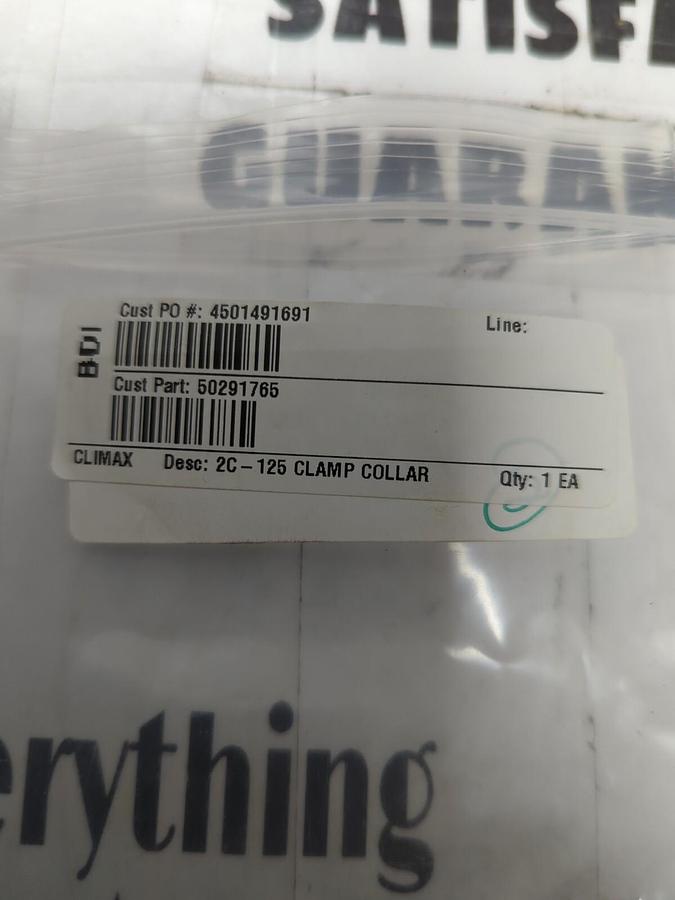 SATISF
GUARAN
BDI
Cust PO #: 4501491691
Line:
Cust Part: 50291765
CLIMAX Desc: 2C-125 CLAMP COLLAR Qty: 1 EA
erything